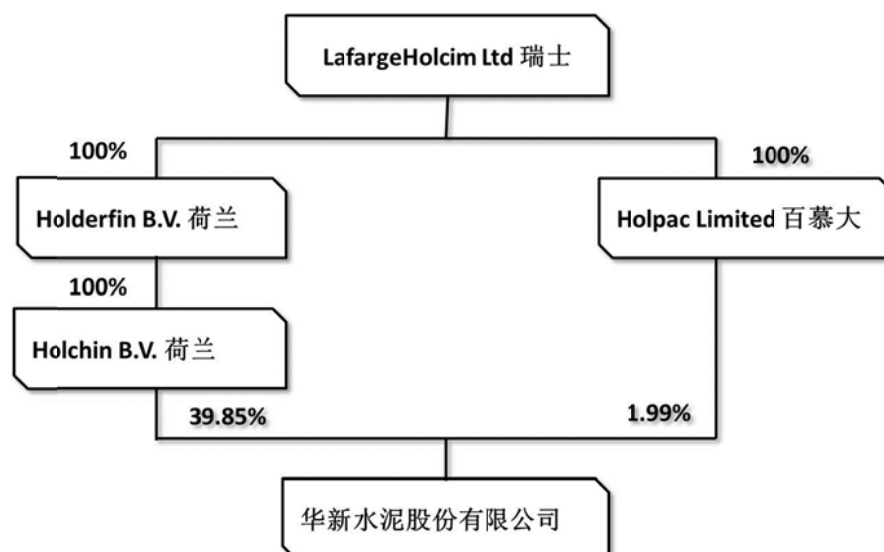 LafargeHolcim Ltd 瑞士
100%
100%
Holderfin B.V. 荷兰
Holpac Limited 百慕大
100%
Holchin B.V. 荷兰
39.85%
1.99%
华新水泥股份有限公司